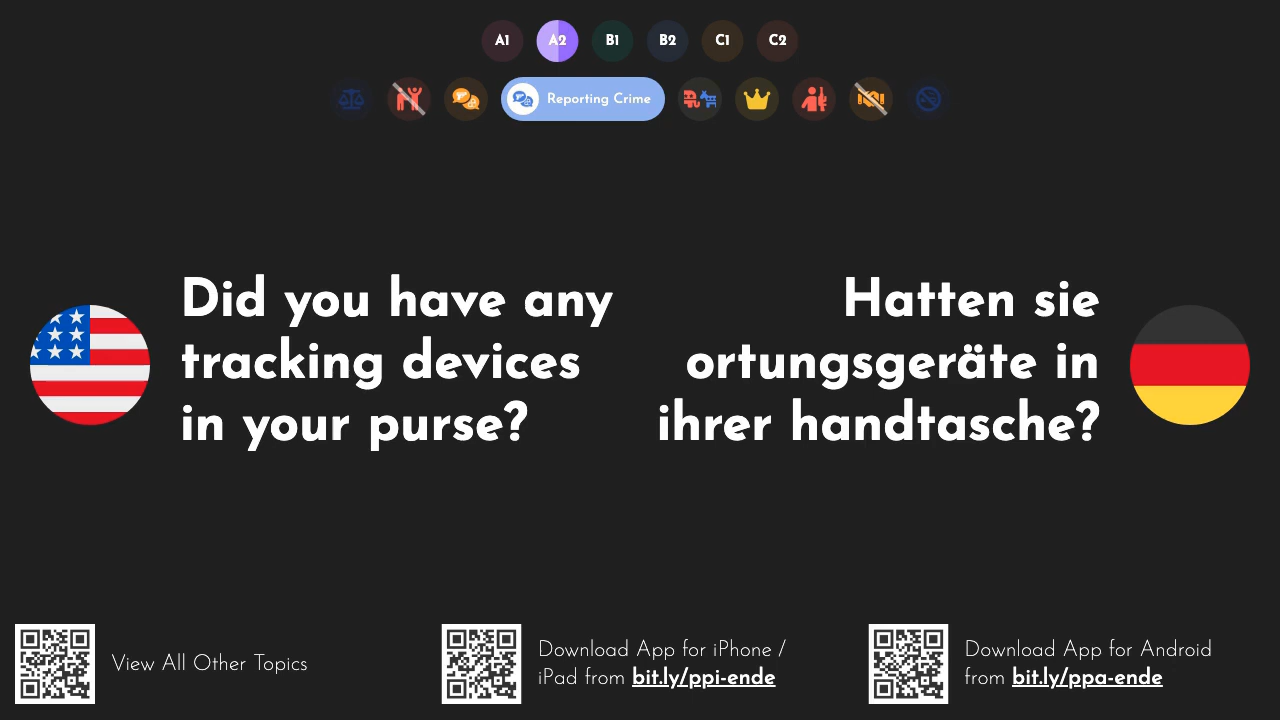 A1 A2 B1 B2 C1 C2
Reporting Crime
Did you have any
tracking devices
in your purse?
Hatten sie
ortungsgeräte in
ihrer handtasche?
View All Other Topics
Download App for iPhone /
iPad from bit.ly/ppi-ende
Download App for Android
from bit.ly/ppa-ende